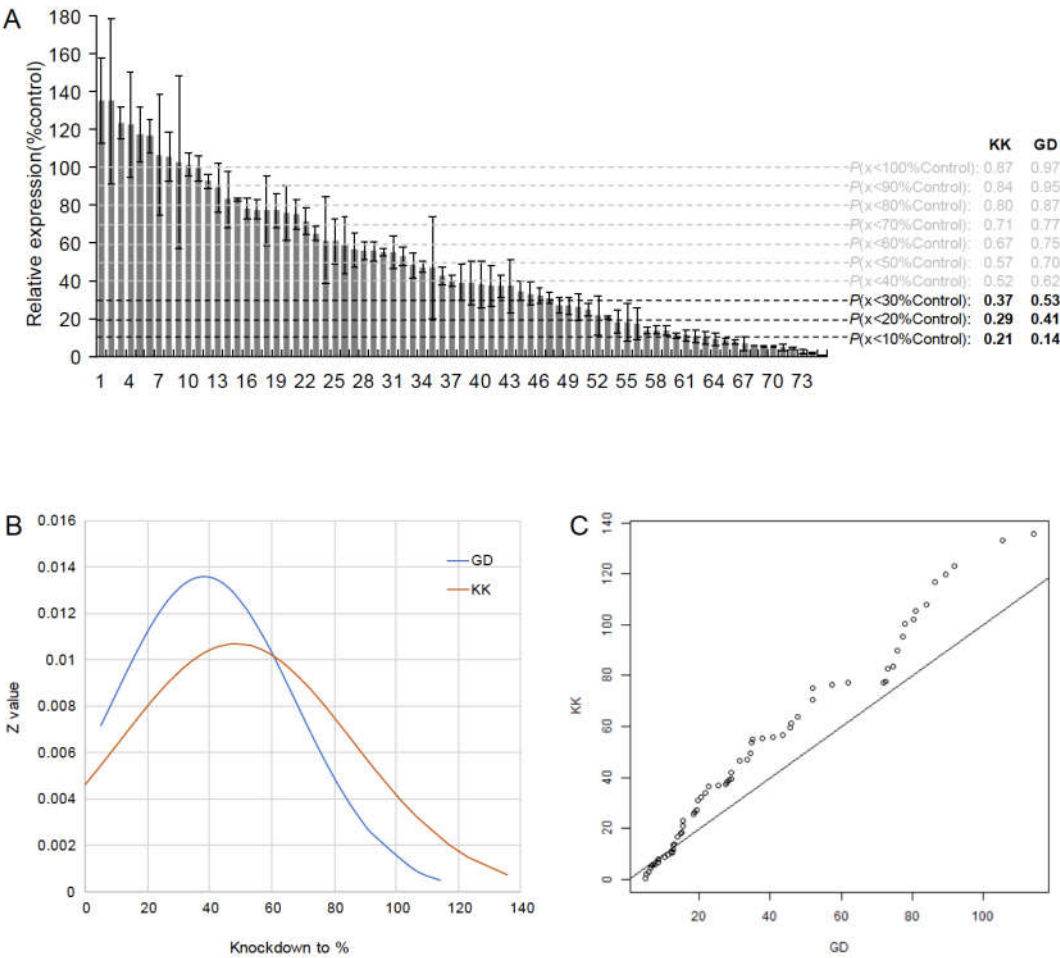 A
Relative expression(%control)
180
160
140
120
100
80
60
40
20
0
1 4 7 10 13 16 19 22 25 28 31 34 37 40 43 46 49 52 55 58 61 64 67 70 73
KK GD
P(x<100%Control): 0.87 0.97
P(x<90%Control): 0.84 0.95
P(x<80%Control): 0.80 0.87
P(x<70%Control): 0.71 0.77
P(x<60%Control): 0.67 0.75
P(x<50%Control): 0.57 0.70
P(x<40%Control): 0.52 0.62
P(x<30%Control): 0.37 0.53
P(x<20%Control): 0.29 0.41
P(x<10%Control): 0.21 0.14
B
Z value
0.016
0.014
0.012
0.01
0.008
0.006
0.004
0.002
0
0 20 40 60 80 100 120 140
Knockdown to %
GD
KK
C
KK
140
120
100
80
60
40
20
0
20 40 60 80 100
GD